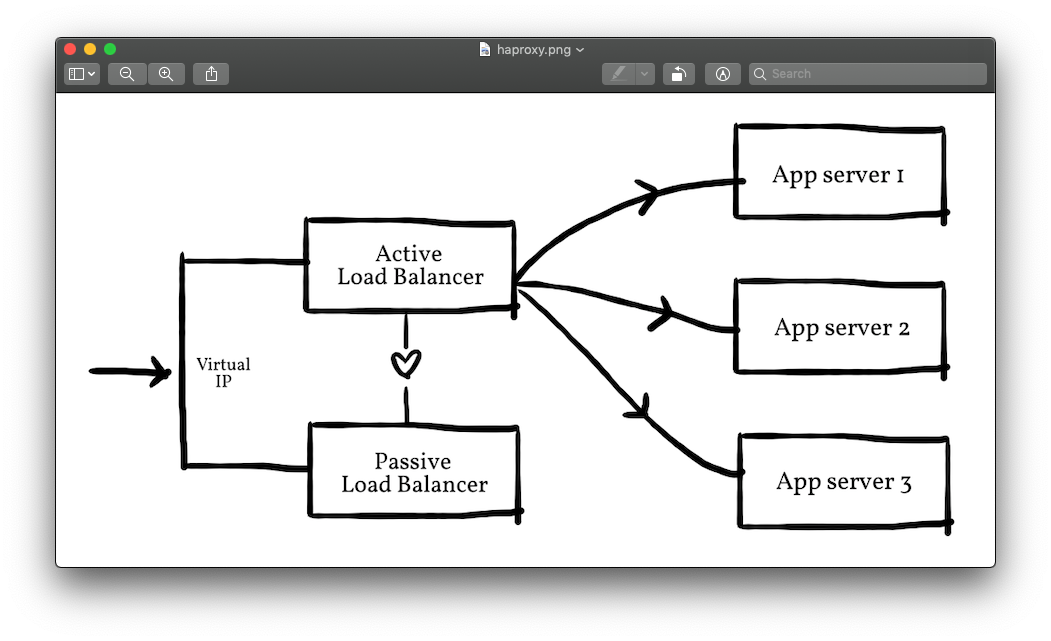 haproxy.png
Search
App server 1
Active
Load Balancer
App server 2
Virtual
IP
Passive
Load Balancer
App server 3